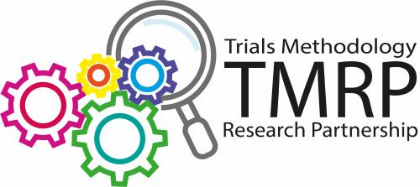 Trials Methodology
TMRP
Research Partnership